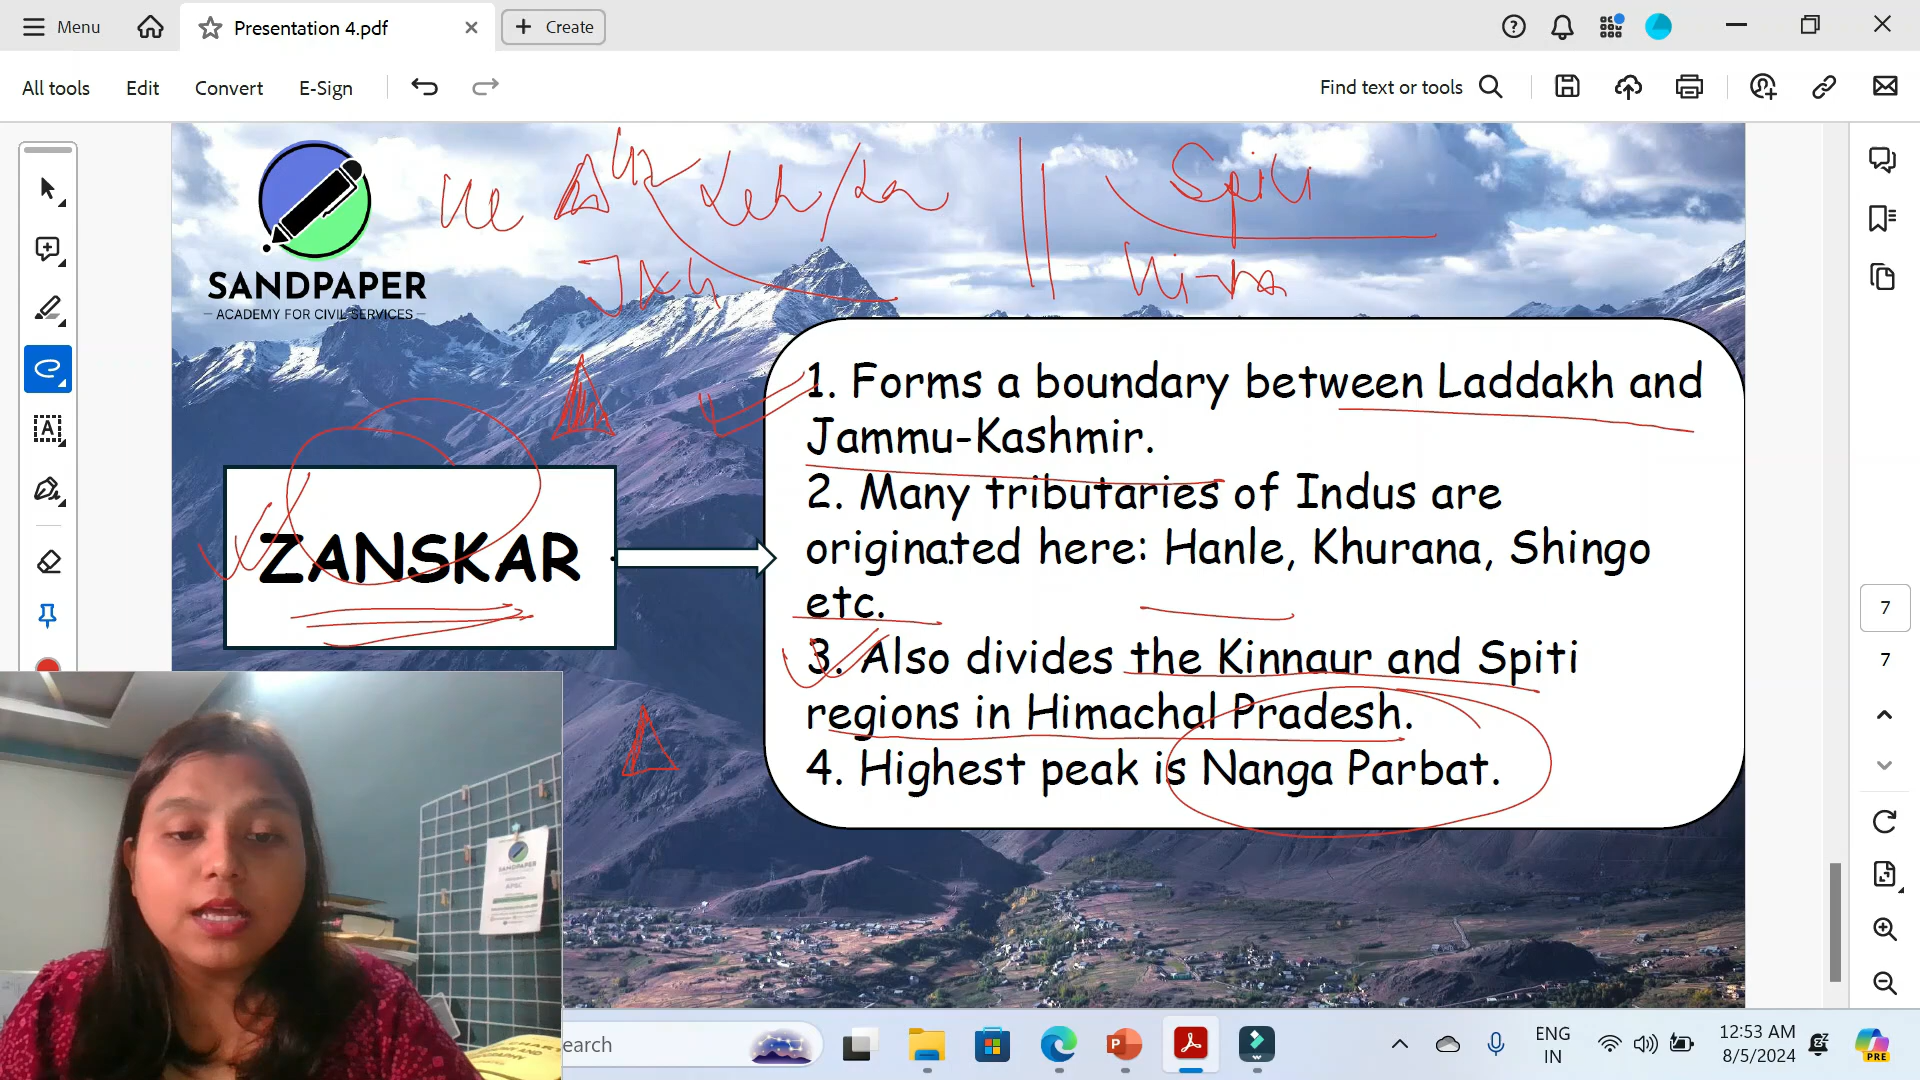 Menu
Presentation 4.pdf
Create
All tools
Edit
Convert
E-Sign
Find text or tools
Spiti
SANDPAPER
ACADEMY FOR CIVIL SERVICES
1. Forms a boundary between Laddakh and
Jammu-Kashmir.
2. Many tributaries of Indus are
originated here: Hanle, Khurana, Shingo
etc.
3. Also divides the Kinnaur and Spiti
regions in Himachal Pradesh.
4. Highest peak is Nanga Parbat.
ZANSKAR
7
7
SANDPAPER
earch
ENG
IN
12:53 AM
8/5/2024
PRE